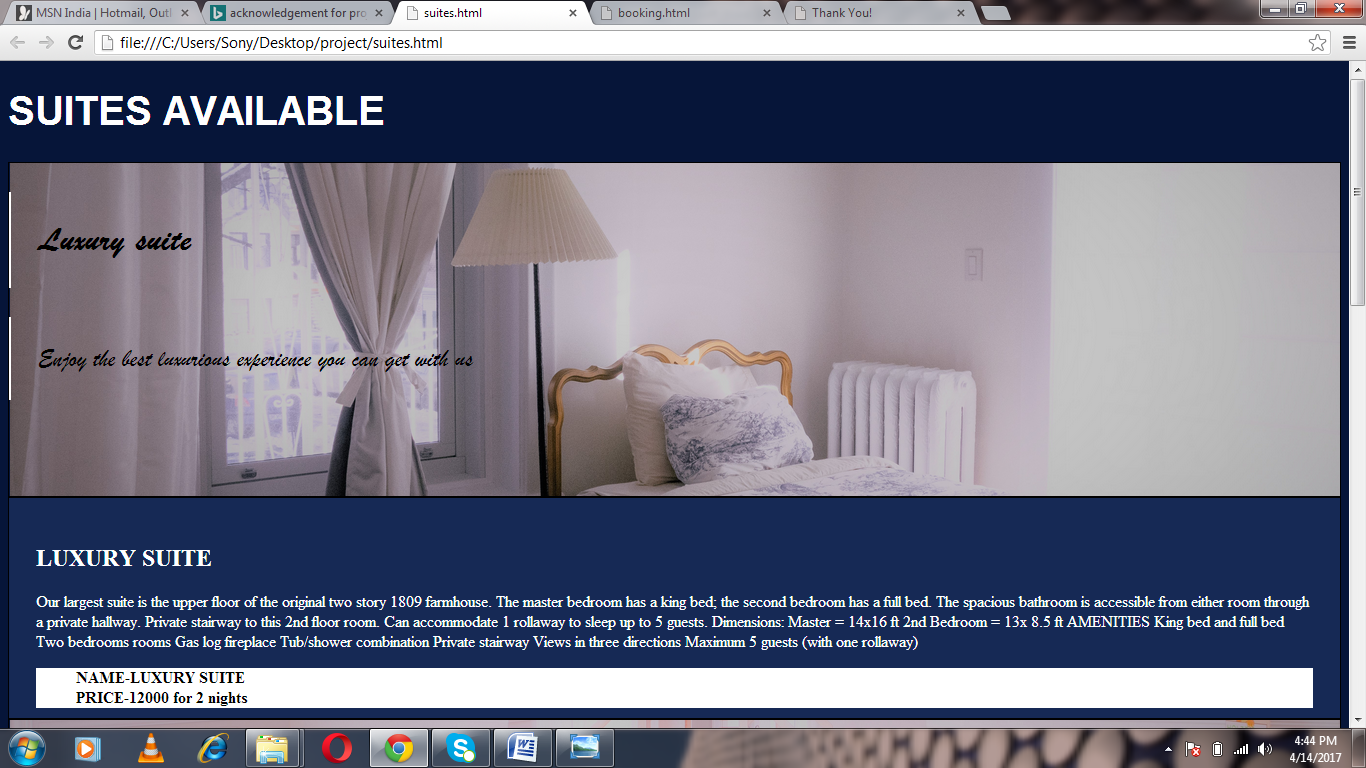 MSN India | Hotmail, Outl
acknowledgement for pro
suites.html
booking.html
Thank You!
file:///C:/Users/Sony/Desktop/project/suites.html
SUITES AVAILABLE
Luxury suite
Enjoy the best luxurious experience you can get with us
LUXURY SUITE
Our largest suite is the upper floor of the original two story 1809 farmhouse. The master bedroom has a king bed; the second bedroom has a full bed. The spacious bathroom is accessible from either room through
a private hallway. Private stairway to this 2nd floor room. Can accommodate 1 rollaway to sleep up to 5 guests. Dimensions: Master = 14x16 ft 2nd Bedroom = 13x 8.5 ft AMENITIES King bed and full bed
Two bedrooms rooms Gas log fireplace Tub/shower combination Private stairway Views in three directions Maximum 5 guests (with one rollaway)
NAME-LUXURY SUITE
PRICE-12000 for 2 nights
4:44 PM
4/14/2017